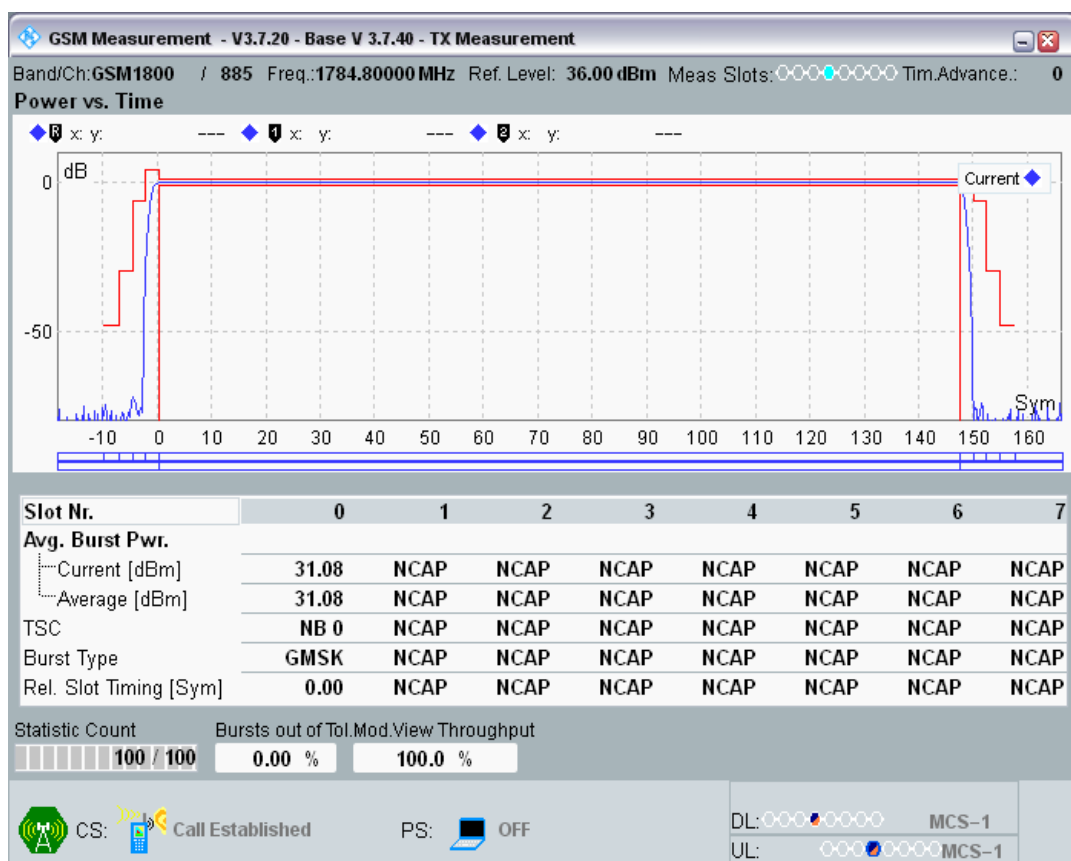 GSM Measurement - V3.7.20 - Base V 3.7.40 - TX Measurement
Band/Ch:GSM1800 / 885 Freq.:1784.80000 MHz Ref. Level: 36.00 dBm Meas Slots: Tim.Advance.: 0
Power vs. Time
R x: y: --- 1 x: y: --- 2 x: y: ---
dB
0
Current
-50
Sym
-10 0 10 20 30 40 50 60 70 80 90 100 110 120 130 140 150 160
Slot Nr. 0 1 2 3 4 5 6 7
Avg. Burst Pwr.
Current [dBm] 31.08 NCAP NCAP NCAP NCAP NCAP NCAP NCAP
Average [dBm] 31.08 NCAP NCAP NCAP NCAP NCAP NCAP NCAP
TSC NB 0 NCAP NCAP NCAP NCAP NCAP NCAP NCAP
Burst Type GMSK NCAP NCAP NCAP NCAP NCAP NCAP NCAP
Rel. Slot Timing [Sym] 0.00 NCAP NCAP NCAP NCAP NCAP NCAP NCAP
Statistic Count Bursts out of Tol.Mod.View Throughput
100 / 100 0.00 % 100.0 %
CS: Call Established PS: OFF
DL: MCS-1
UL: MCS-1